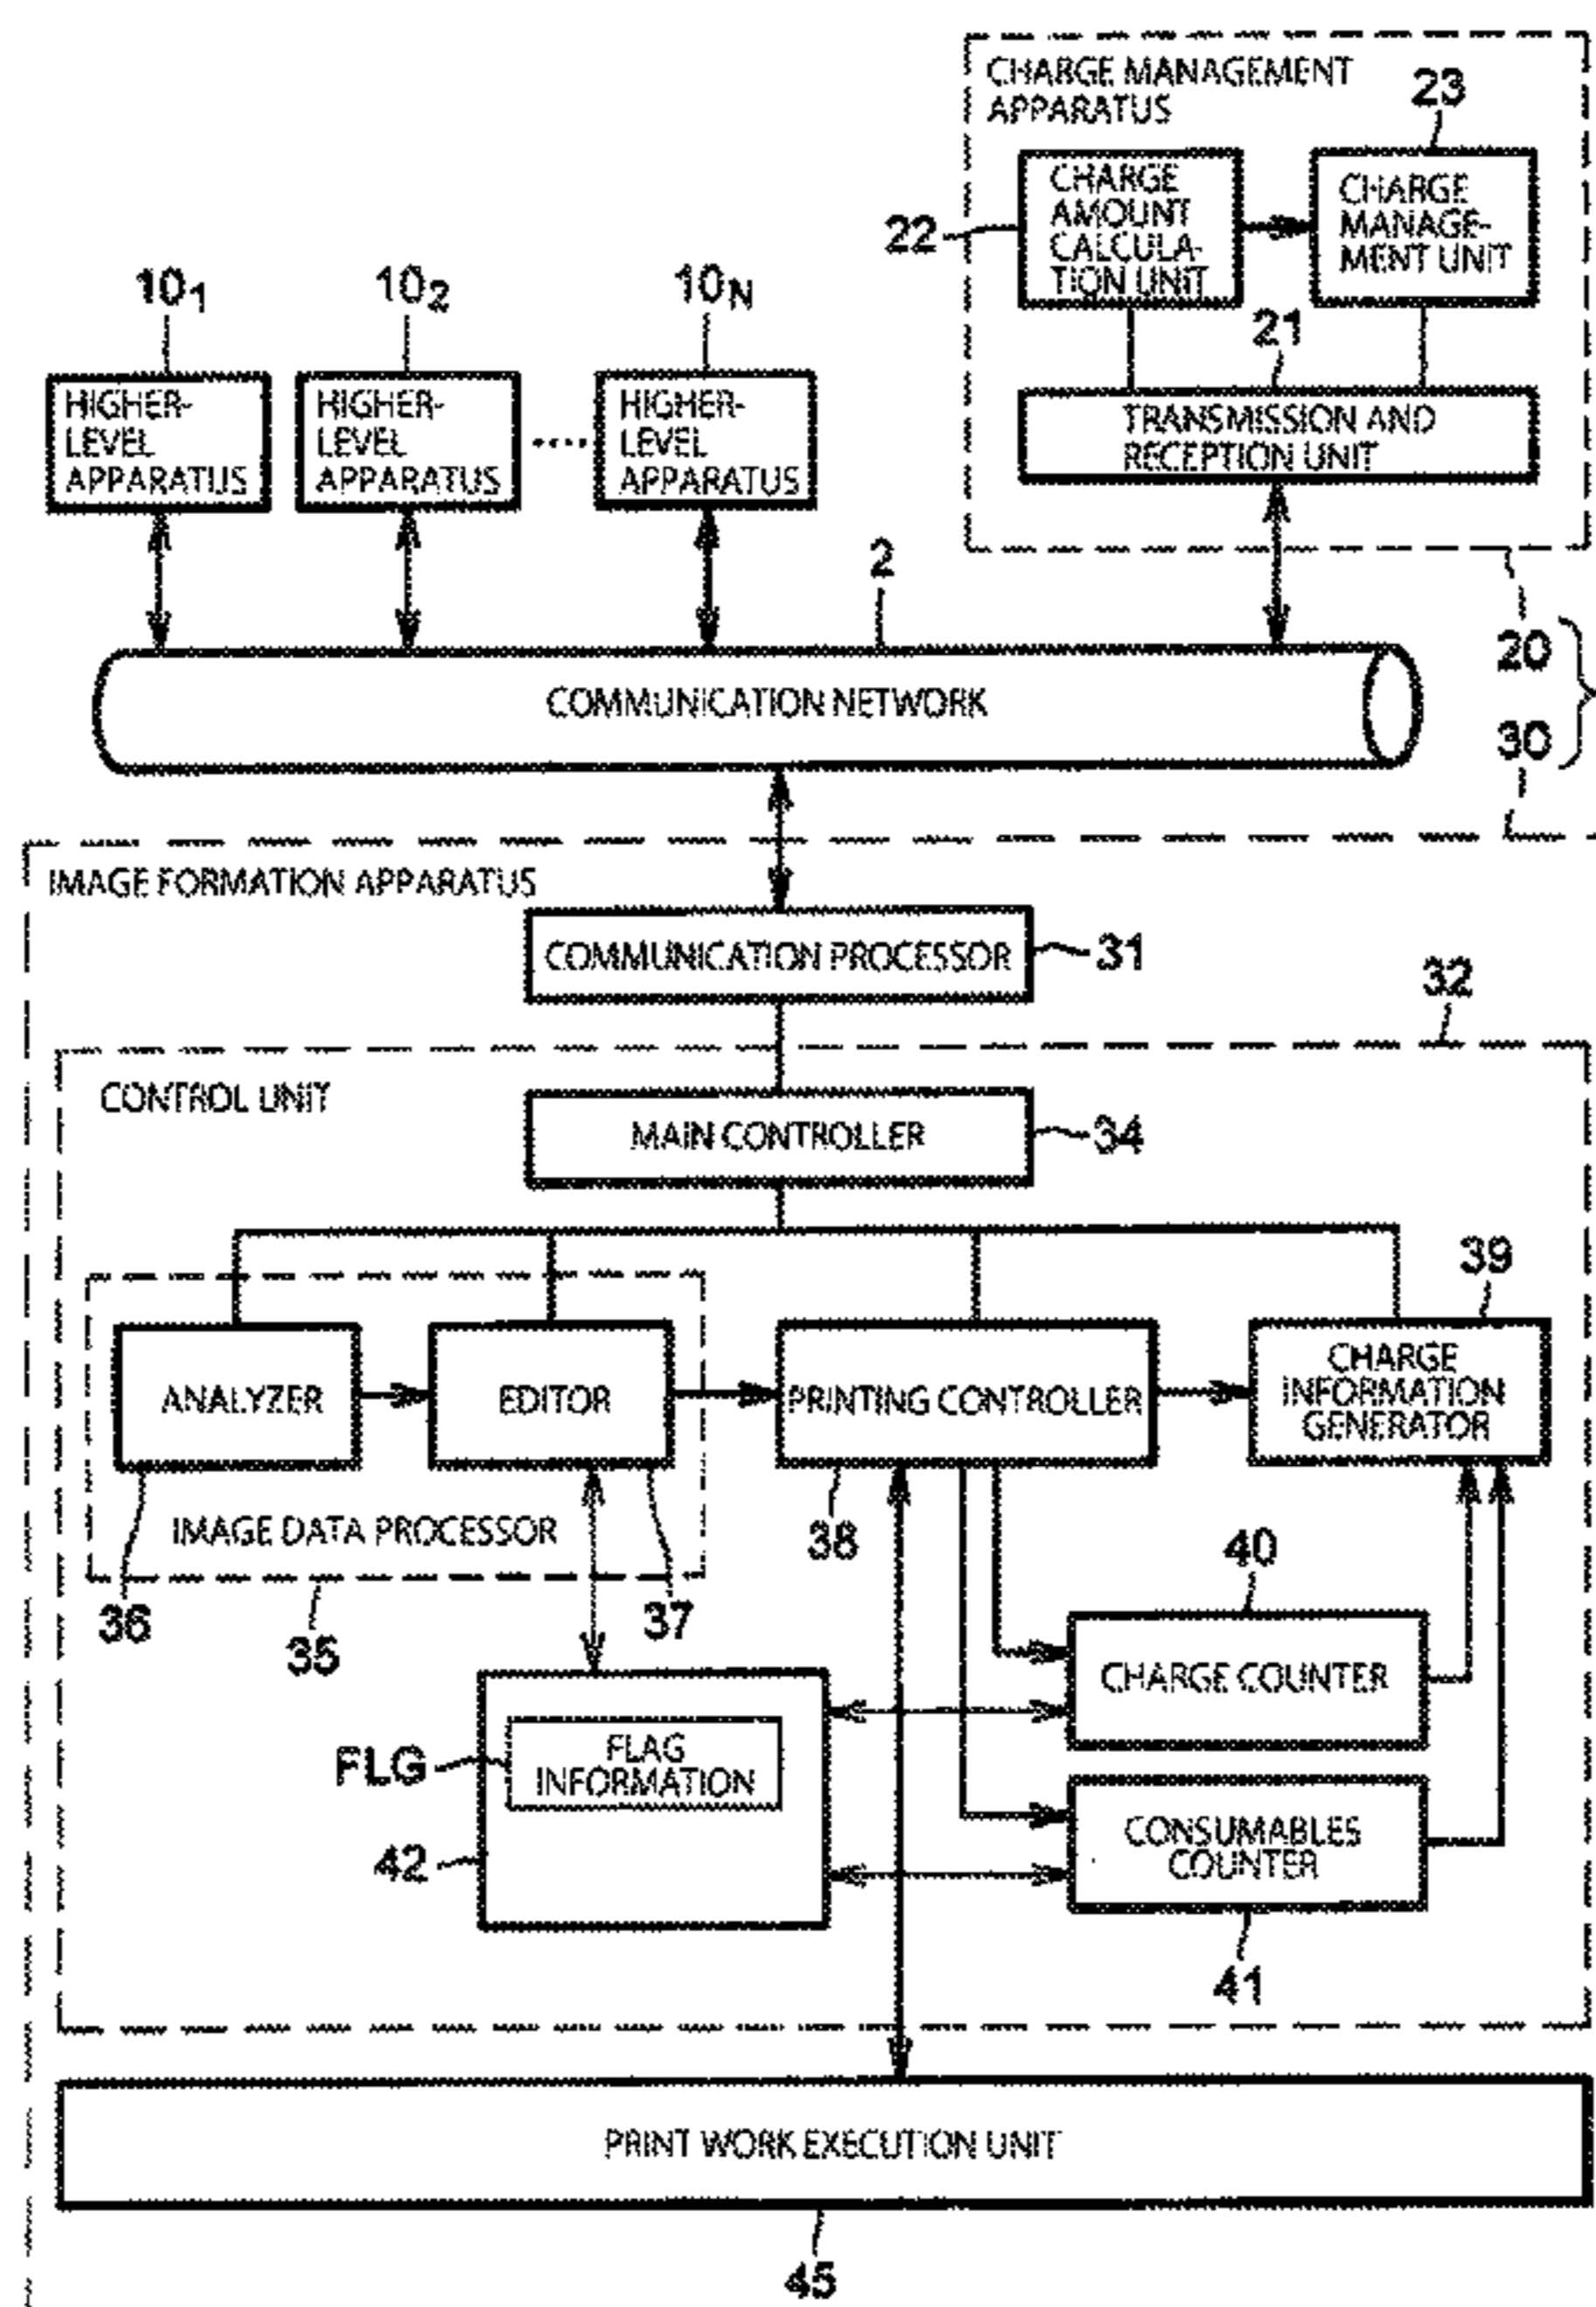 CHARGE MANAGEMENT
APPARATUS
23
22
CHARGE
AMOUNT
CALCULA-
TION UNIT
CHARGE
MANAGE-
MENT UNIT
21
TRANSMISSION AND
RECEPTION UNIT
10₁
10₂
10N
HIGHER-
LEVEL
APPARATUS
HIGHER-
LEVEL
APPARATUS
HIGHER-
LEVEL
APPARATUS
2
20
COMMUNICATION NETWORK
30
IMAGE FORMATION APPARATUS
COMMUNICATION PROCESSOR
31
32
CONTROL UNIT
MAIN CONTROLLER
34
39
ANALYZER
EDITOR
PRINTING CONTROLLER
CHARGE
INFORMATION
GENERATOR
IMAGE DATA PROCESSOR
38
40
36
35
37
CHARGE COUNTER
FLG
FLAG
INFORMATION
42
CONSUMABLES
COUNTER
41
PRINT WORK EXECUTION UNIT
45